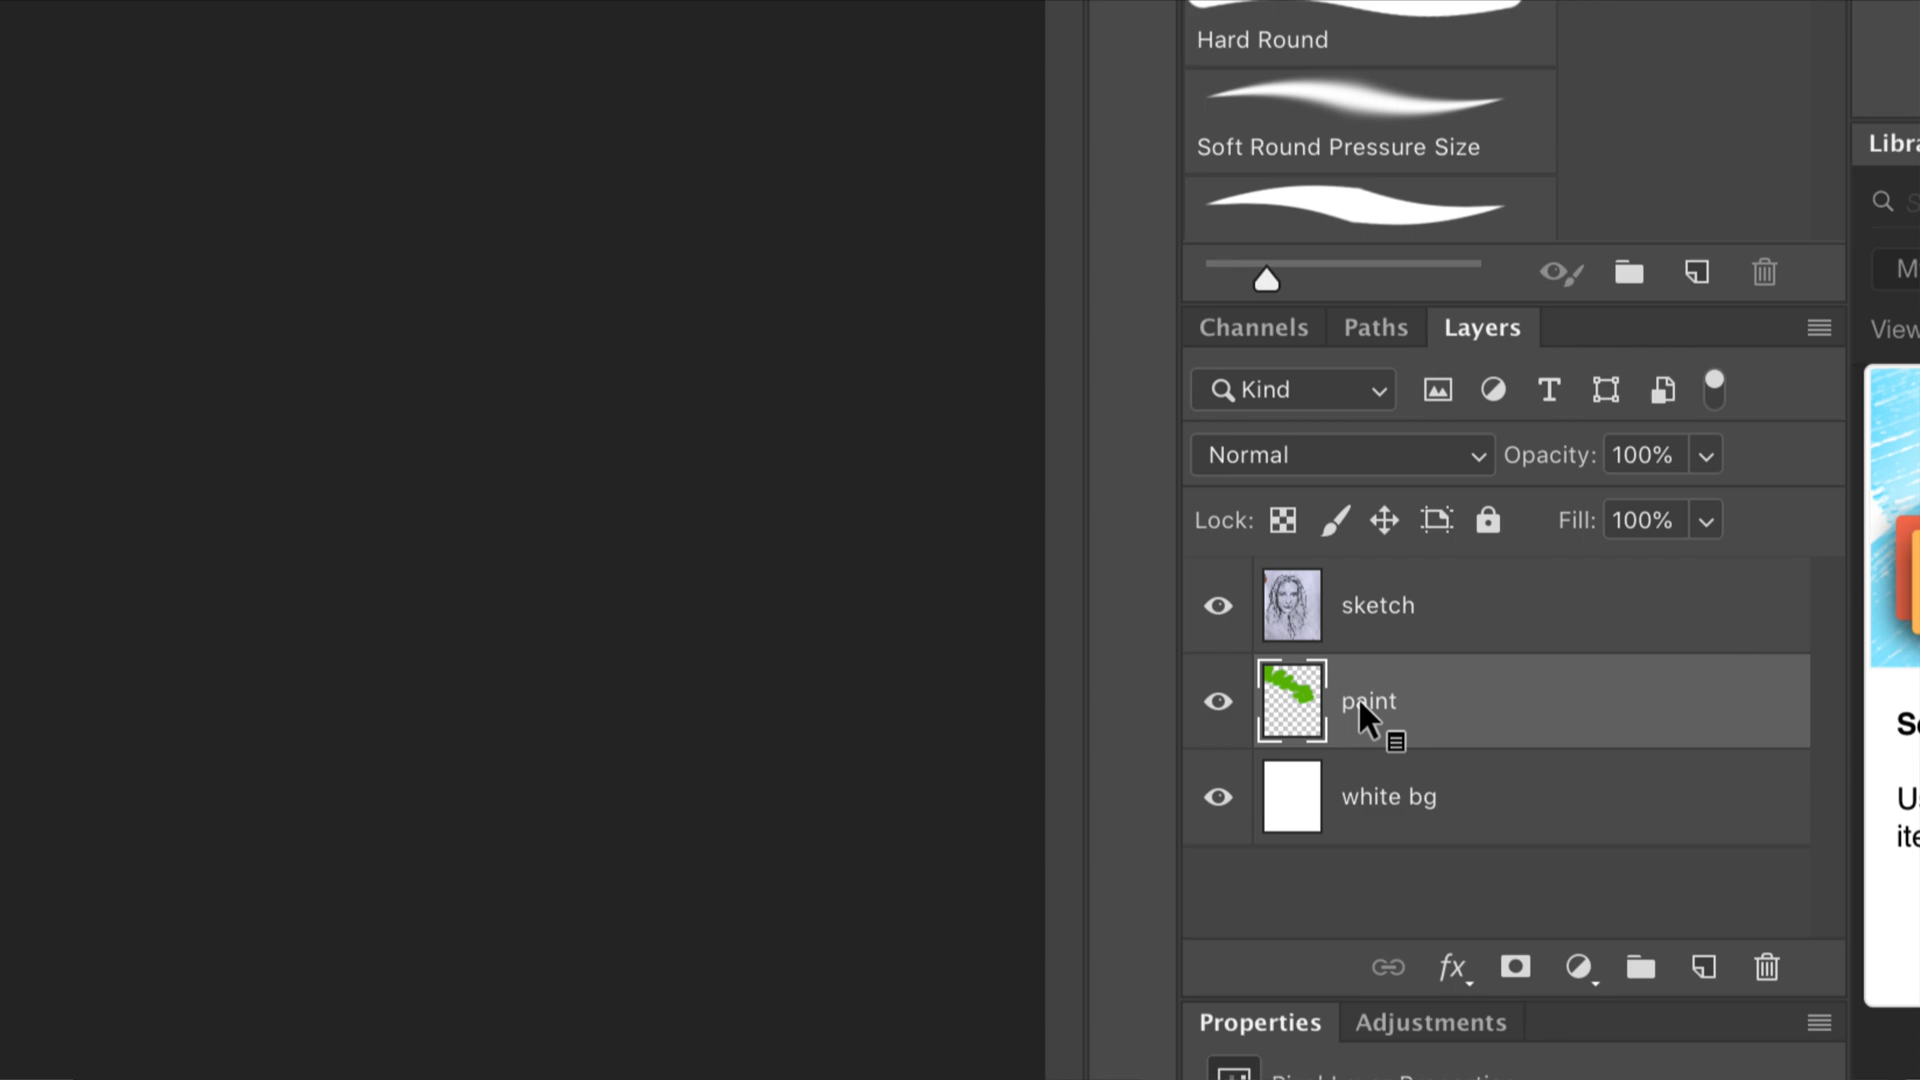 Hard Round
Soft Round Pressure Size
Channels Paths Layers
Kind
Normal Opacity: 100%
Lock: Fill: 100%
sketch
paint
white bg
fx
Properties Adjustments
Libra
View